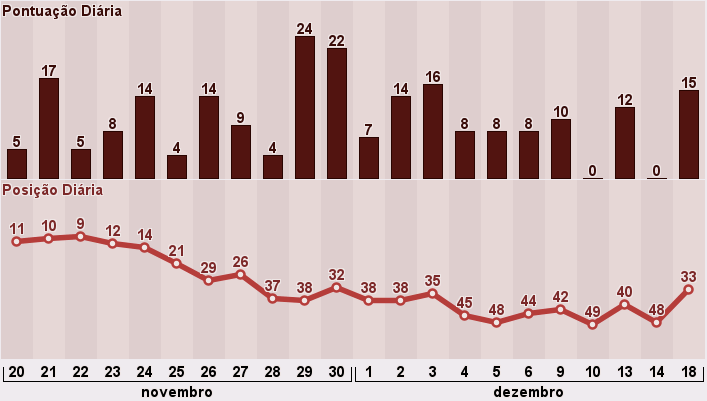 Pontuação Diária
5 17 5 8 14 4 14 9 4 24 22 7 14 16 8 8 8 10 0 12 0 15
Posição Diária
11 10 9 12 14 21 29 26 37 38 32 38 38 35 45 48 44 42 49 40 48 33
20 21 22 23 24 25 26 27 28 29 30 1 2 3 4 5 6 9 10 13 14 18
novembro dezembro